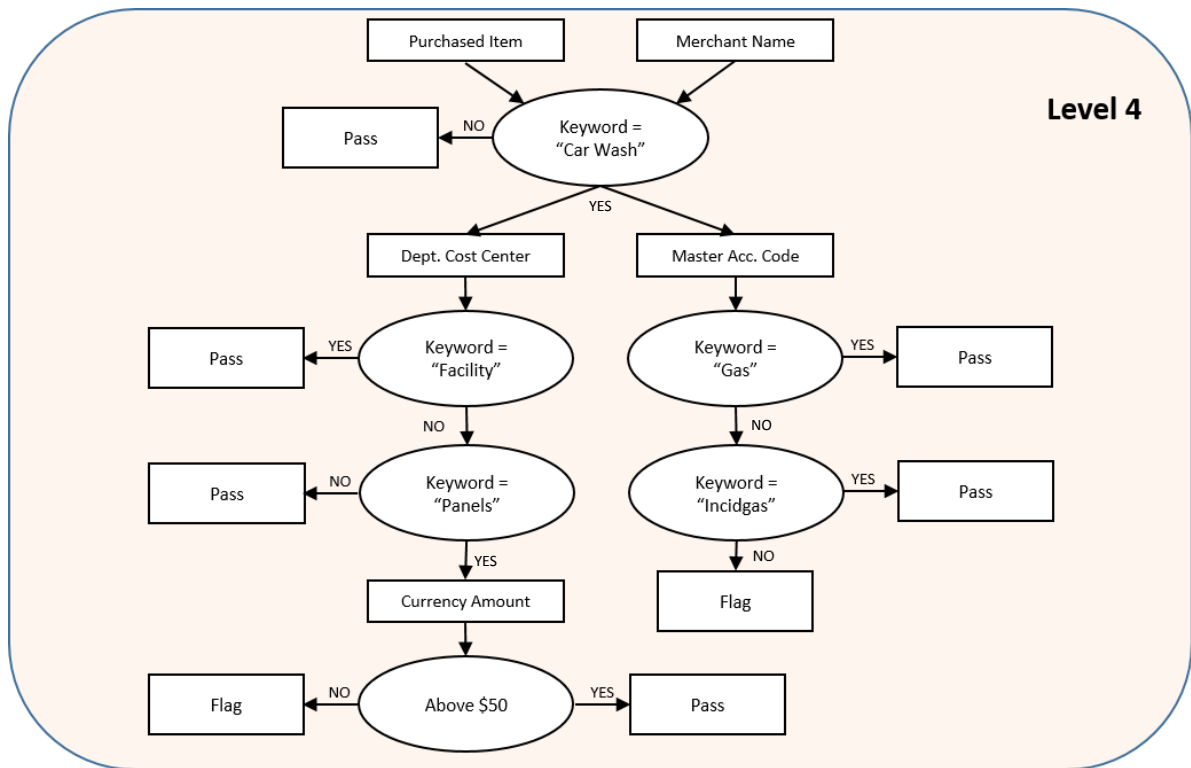 Purchased Item
Merchant Name
Level 4
Pass
NO
Keyword =
“Car Wash”
YES
Dept. Cost Center
Master Acc. Code
Pass
YES
Keyword =
“Facility”
Keyword =
“Gas”
YES
Pass
NO
NO
Pass
NO
Keyword =
“Panels”
Keyword =
“Incidgas”
YES
Pass
YES
NO
Currency Amount
Flag
Flag
NO
Above $50
YES
Pass